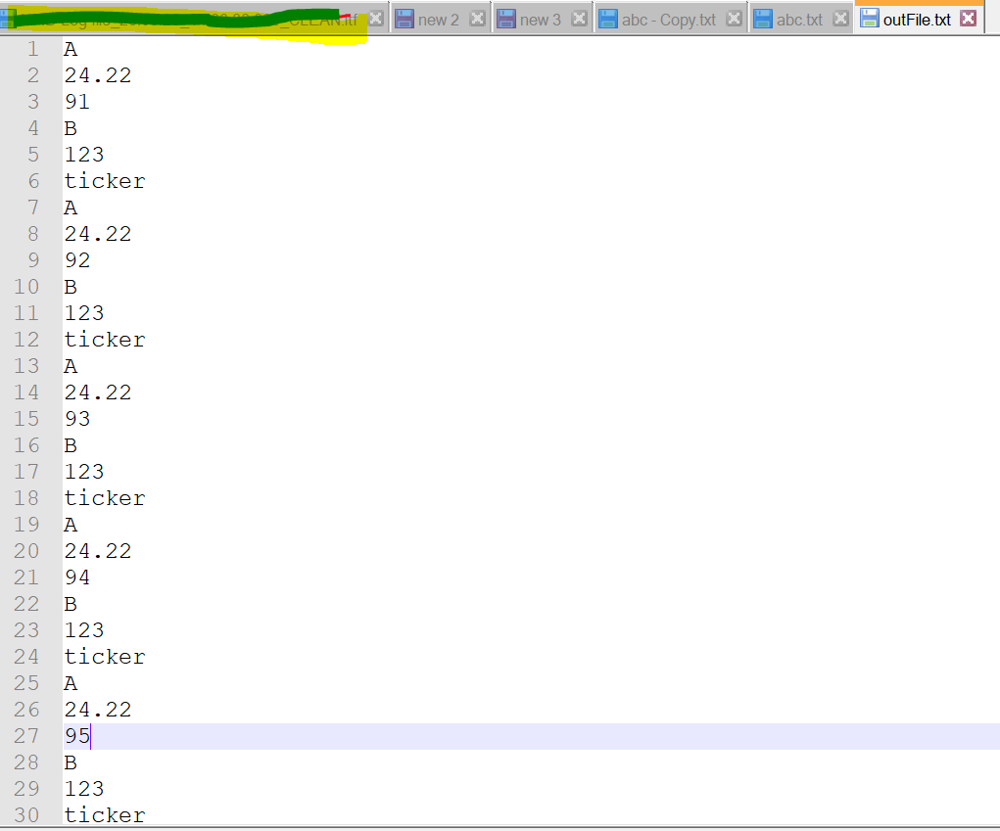 CLEAN
new 2
new 3
abc - Copy.txt
abc.txt
outFile.txt
1 A
2 24.22
3 91
4 B
5 123
6 ticker
7 A
8 24.22
9 92
10 B
11 123
12 ticker
13 A
14 24.22
15 93
16 B
17 123
18 ticker
19 A
20 24.22
21 94
22 B
23 123
24 ticker
25 A
26 24.22
27 95
28 B
29 123
30 ticker